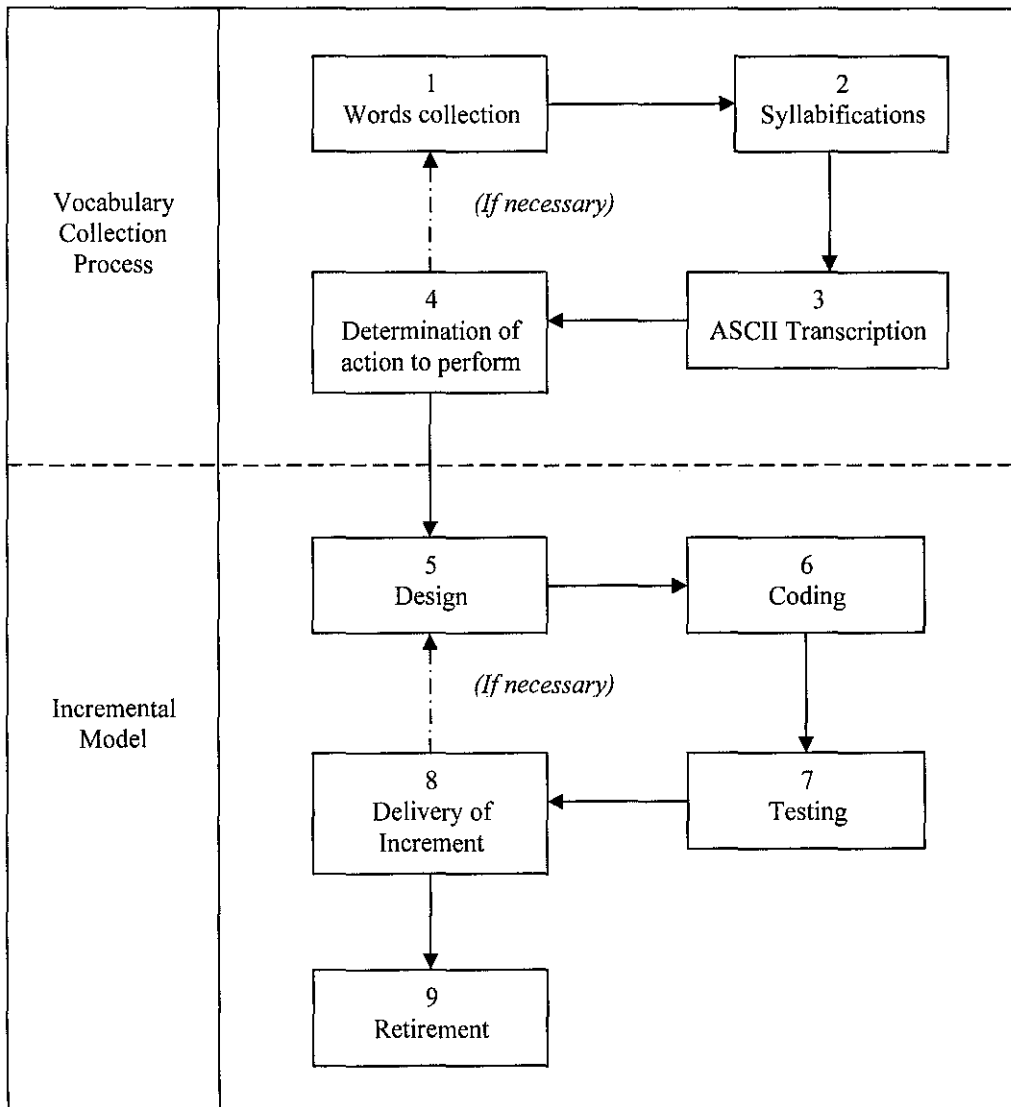 Vocabulary
Collection
Process
1
Words collection
2
Syllabifications
(If necessary)
4
Determination of
action to perform
3
ASCII Transcription
Incremental
Model
5
Design
6
Coding
(If necessary)
8
Delivery of
Increment
7
Testing
9
Retirement